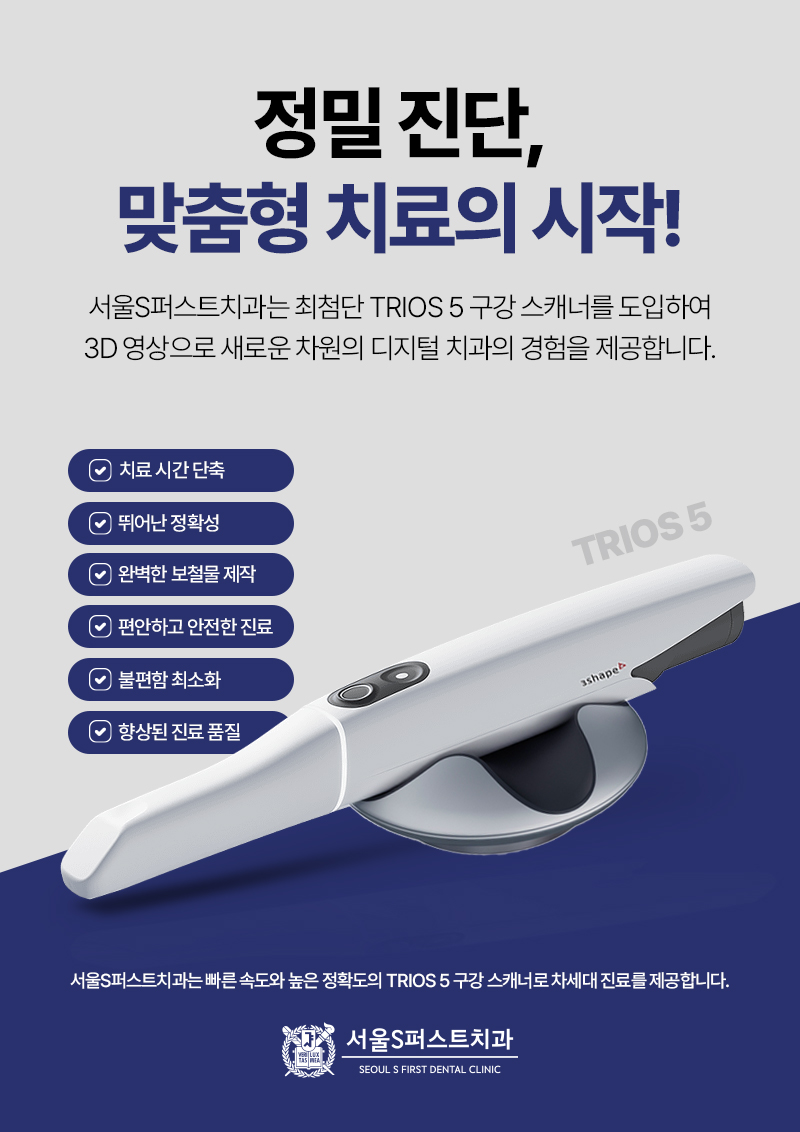 정밀 진단,
맞춤형 치료의 시작!
서울S퍼스트치과는 최첨단 TRIOS 5 구강 스캐너를 도입하여
3D 영상으로 새로운 차원의 디지털 치과의 경험을 제공합니다.
치료 시간 단축
뛰어난 정확성
완벽한 보철물 제작
편안하고 안전한 진료
불편함 최소화
향상된 진료 품질
TRIOS 5
3shape
서울S퍼스트치과는 빠른 속도와 높은 정확도의 TRIOS 5 구강 스캐너로 차세대 진료를 제공합니다.
VERI LUX
TAS MEA
서울S퍼스트치과
SEOUL S FIRST DENTAL CLINIC